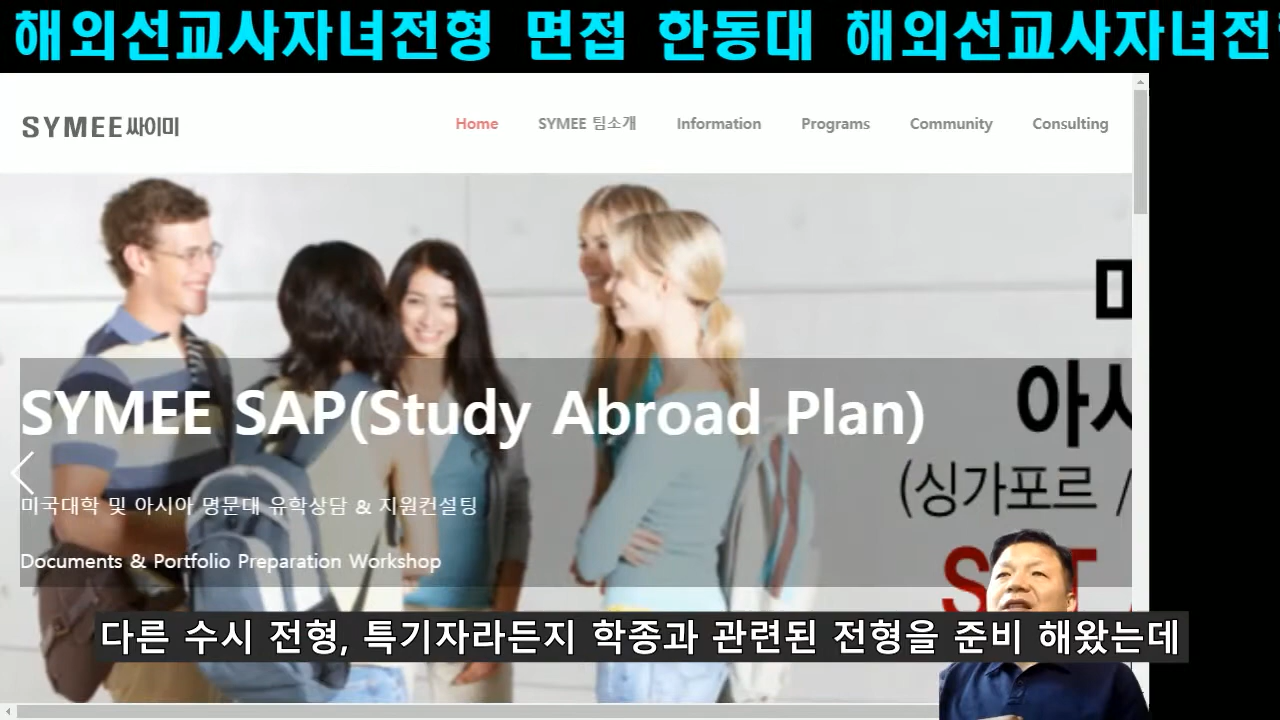 해외선교사자녀전형 면접 한동대 해외선교사자녀전
SYMEE싸이미
Home SYMEE 팀소개 Information Programs Community Consulting
아시
(싱가포르 /
SYMEE SAP(Study Abroad Plan)
미국대학 및 아시아 명문대 유학상담 & 지원컨설팅
Documents & Portfolio Preparation Workshop
다른 수시 전형, 특기자라든지 학종과 관련된 전형을 준비 해왔는데